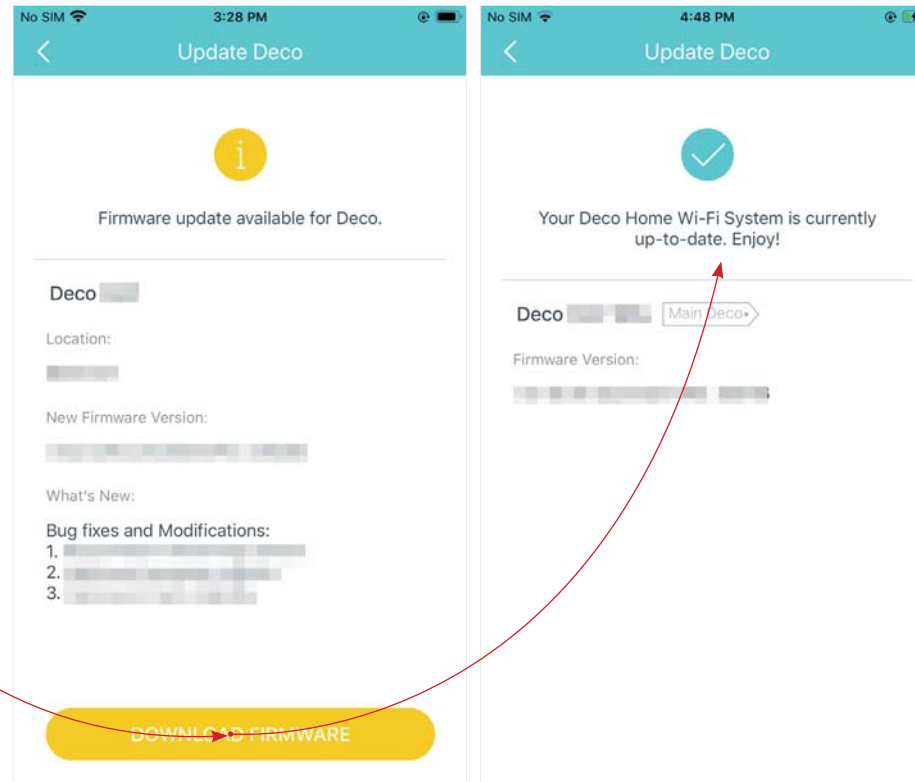 No SIM 3:28 PM
Update Deco
i
Firmware update available for Deco.
Deco
Location:
New Firmware Version:
What's New:
Bug fixes and Modifications:
1.
2.
3.
DOWNLOAD FIRMWARE
No SIM 4:48 PM
Update Deco
Your Deco Home Wi-Fi System is currently
up-to-date. Enjoy!
Deco Main Deco
Firmware Version: